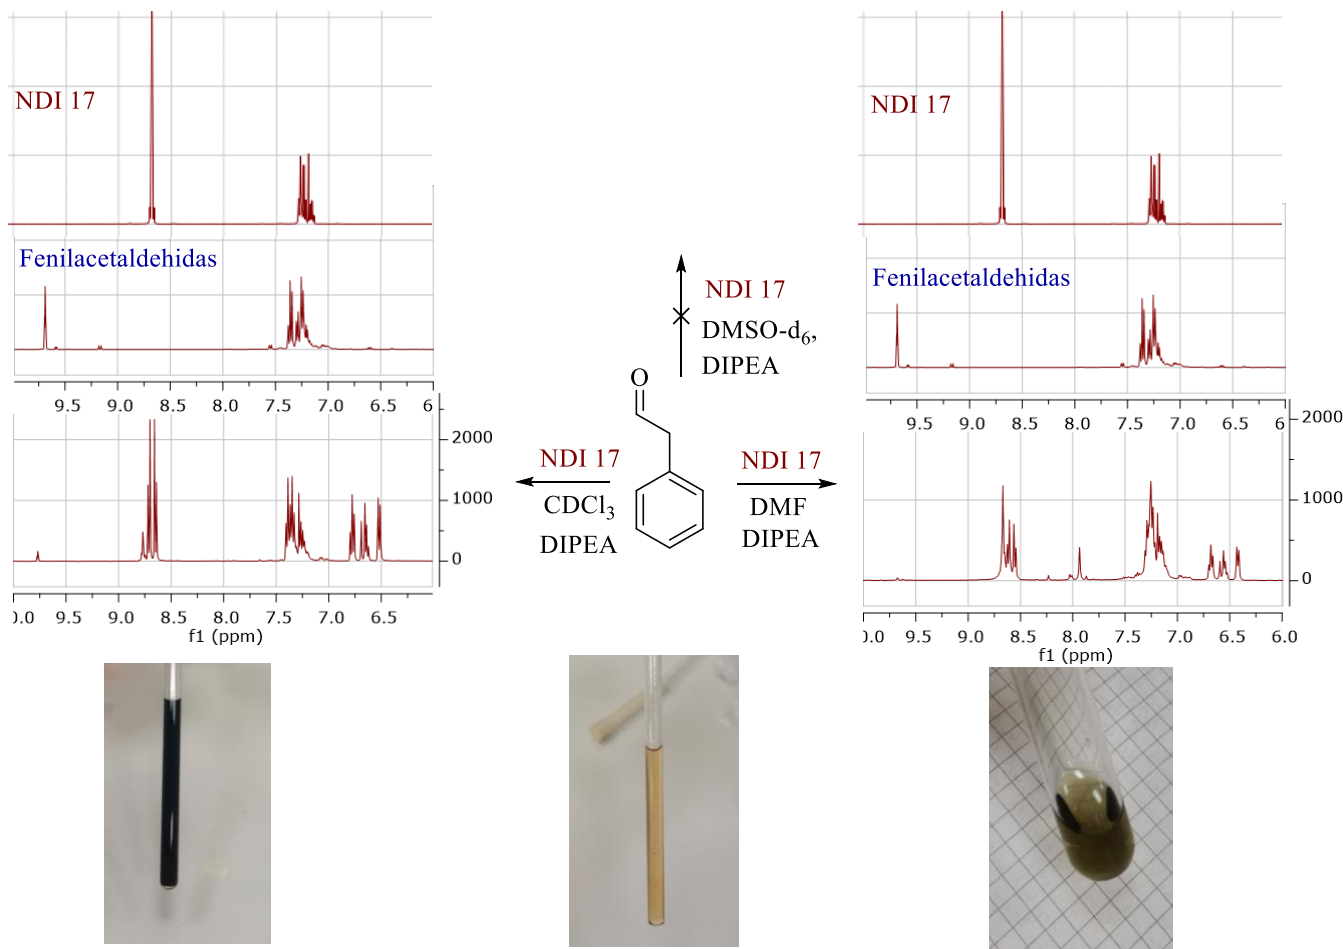 NDI 17
Fenilacetaldehidas
9.5 9.0 8.5 8.0 7.5 7.0 6.5 6
2000
1000
0
0.0 9.5 9.0 8.5 8.0 7.5 7.0 6.5
f1 (ppm)
NDI 17
DMSO-d6,
DIPEA
O
NDI 17
CDCl3
DIPEA
NDI 17
DMF
DIPEA
NDI 17
Fenilacetaldehidas
9.5 9.0 8.5 8.0 7.5 7.0 6.5 6
2000
1000
0
0.0 9.5 9.0 8.5 8.0 7.5 7.0 6.5 6.0
f1 (ppm)